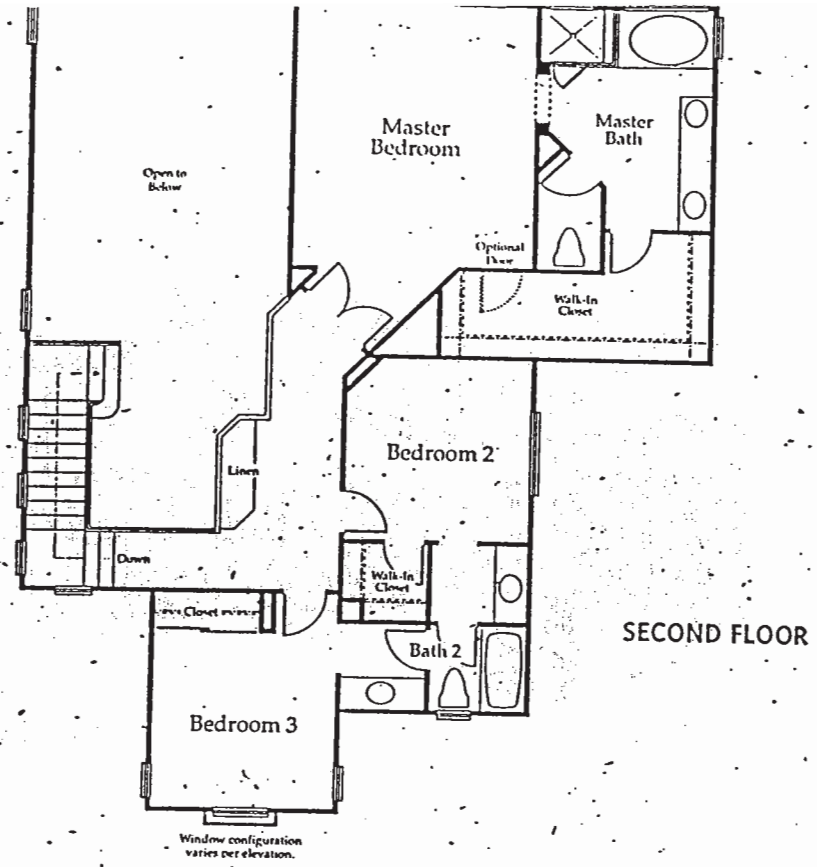 Master
Bedroom
Master
Bath
Open to
Below
Optional
Door
Walk-In
Closet
Bedroom 2
Linen
Down
Walk-In
Closet
Closet
SECOND FLOOR
Bath 2
Bedroom 3
Window configuration
varies per elevation.